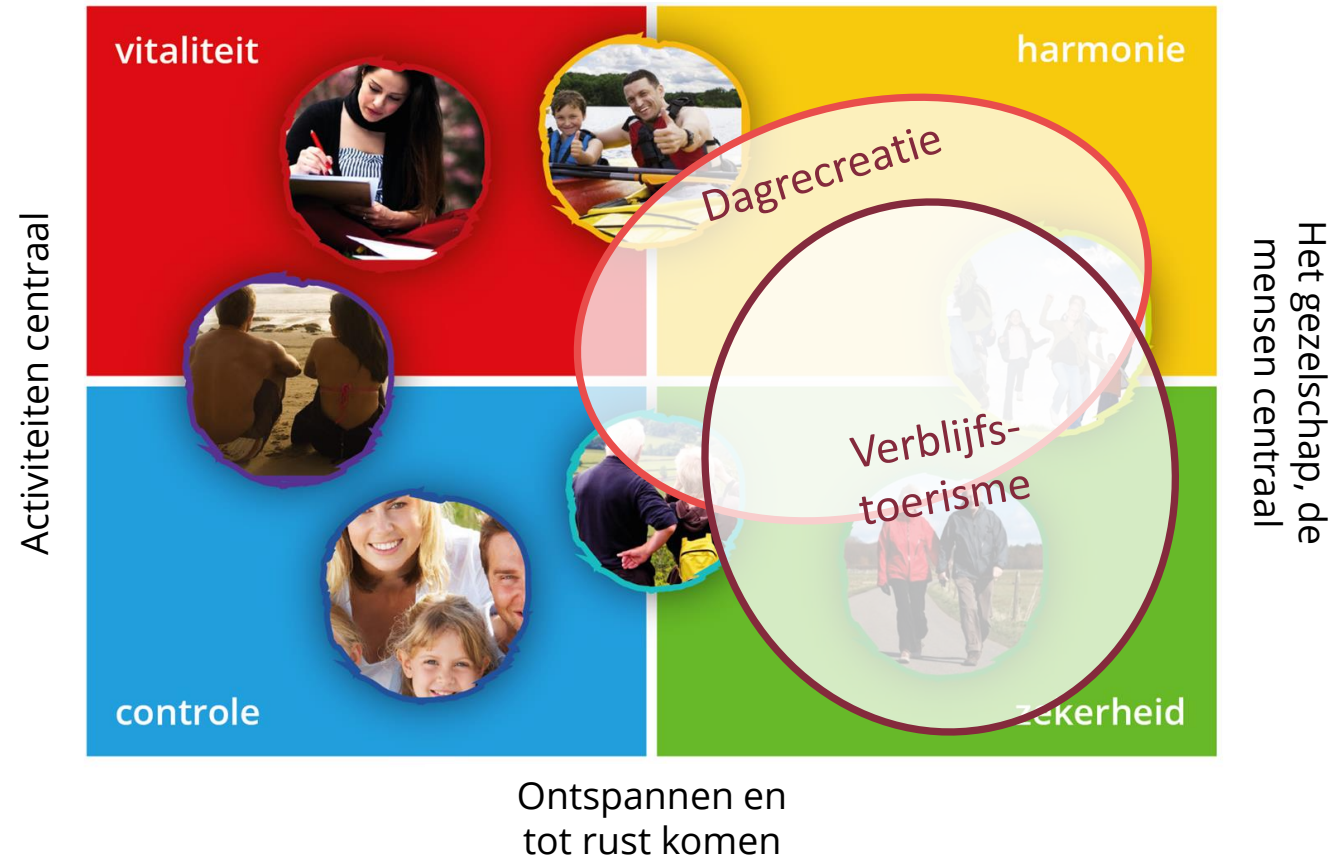 vitaliteit
harmonie
Dagrecreatie
Activiteiten centraal
Het gezelschap, de
mensen centraal
Verblijfs-
toerisme
controle
zekerheid
Ontspannen en
tot rust komen